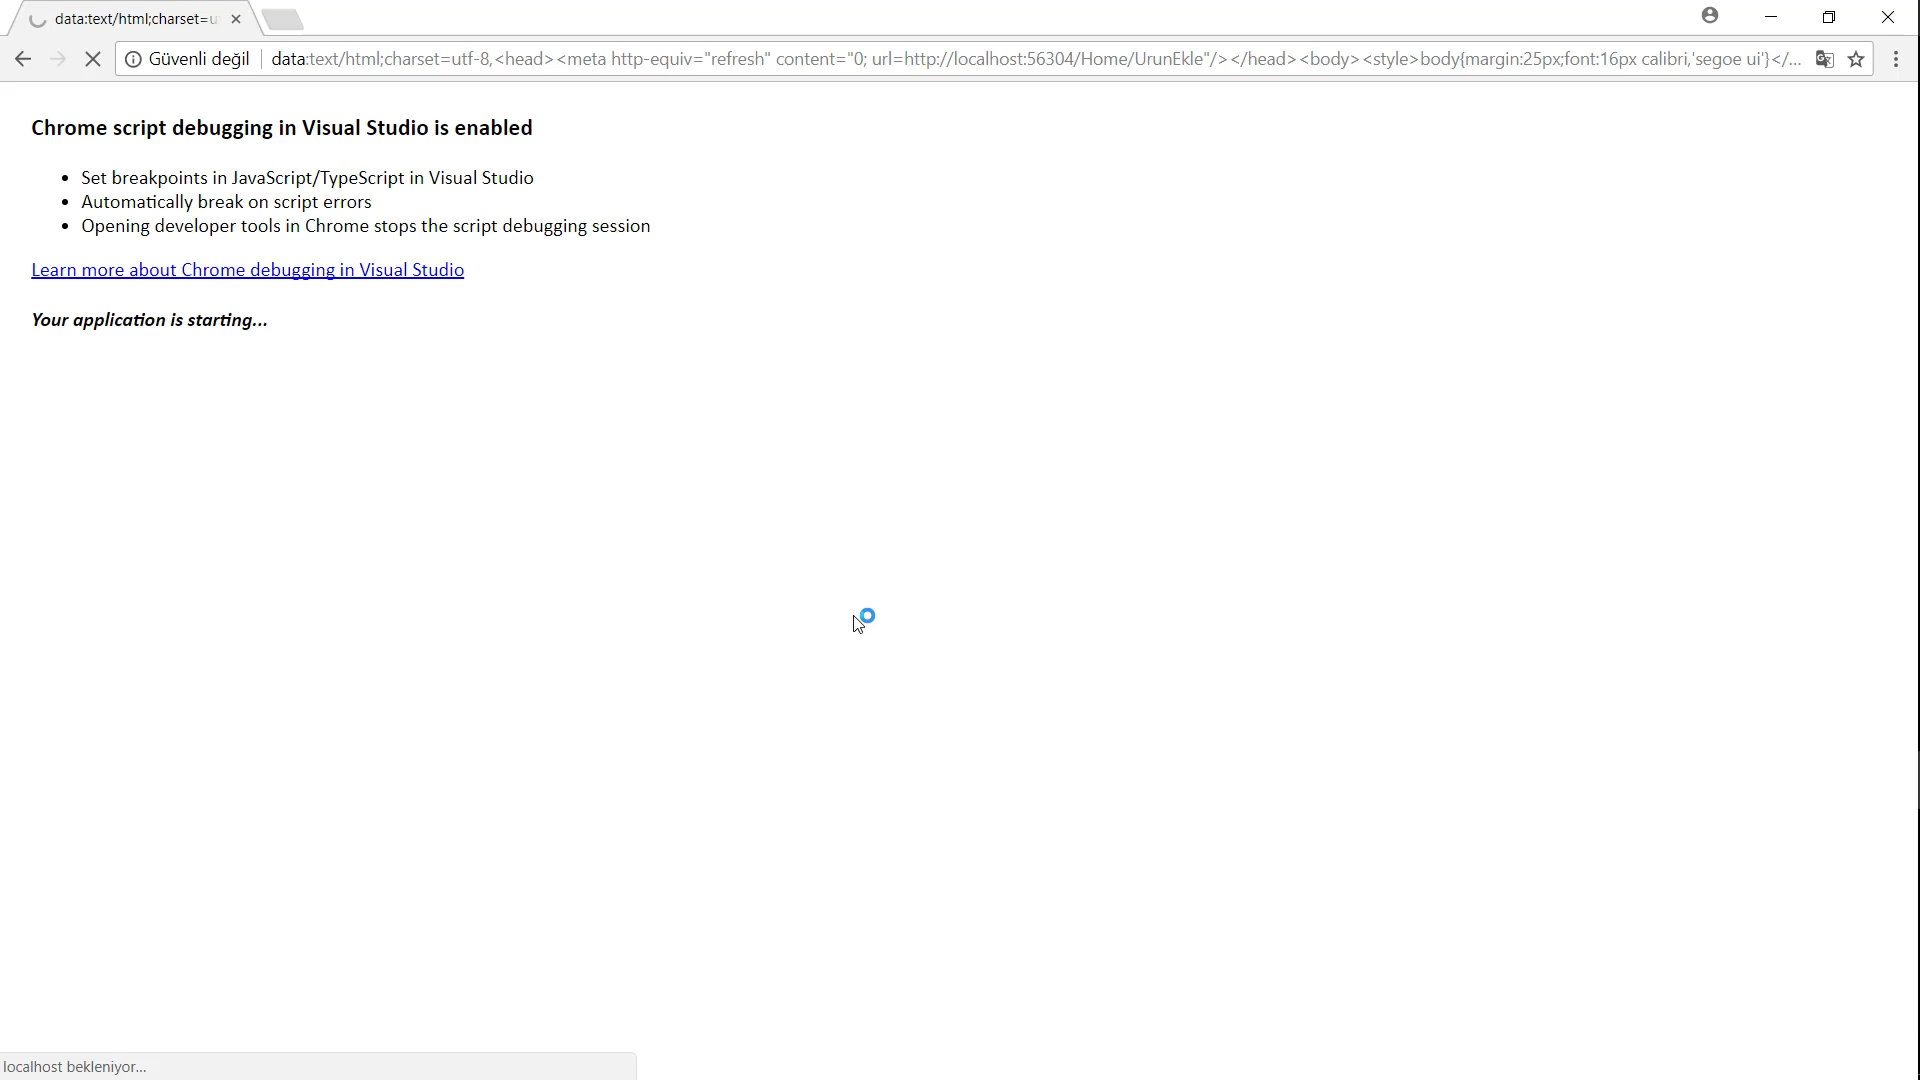 data:text/html;charset=u
Güvenli değil
data:text/html;charset=utf-8,<head><meta http-equiv="refresh" content="0; url=http://localhost:56304/Home/UrunEkle"/></head><body><style>body{margin:25px;font:16px calibri,'segoe ui'}</...
Chrome script debugging in Visual Studio is enabled
• Set breakpoints in JavaScript/TypeScript in Visual Studio
• Automatically break on script errors
• Opening developer tools in Chrome stops the script debugging session
Learn more about Chrome debugging in Visual Studio
Your application is starting...
localhost bekleniyor...